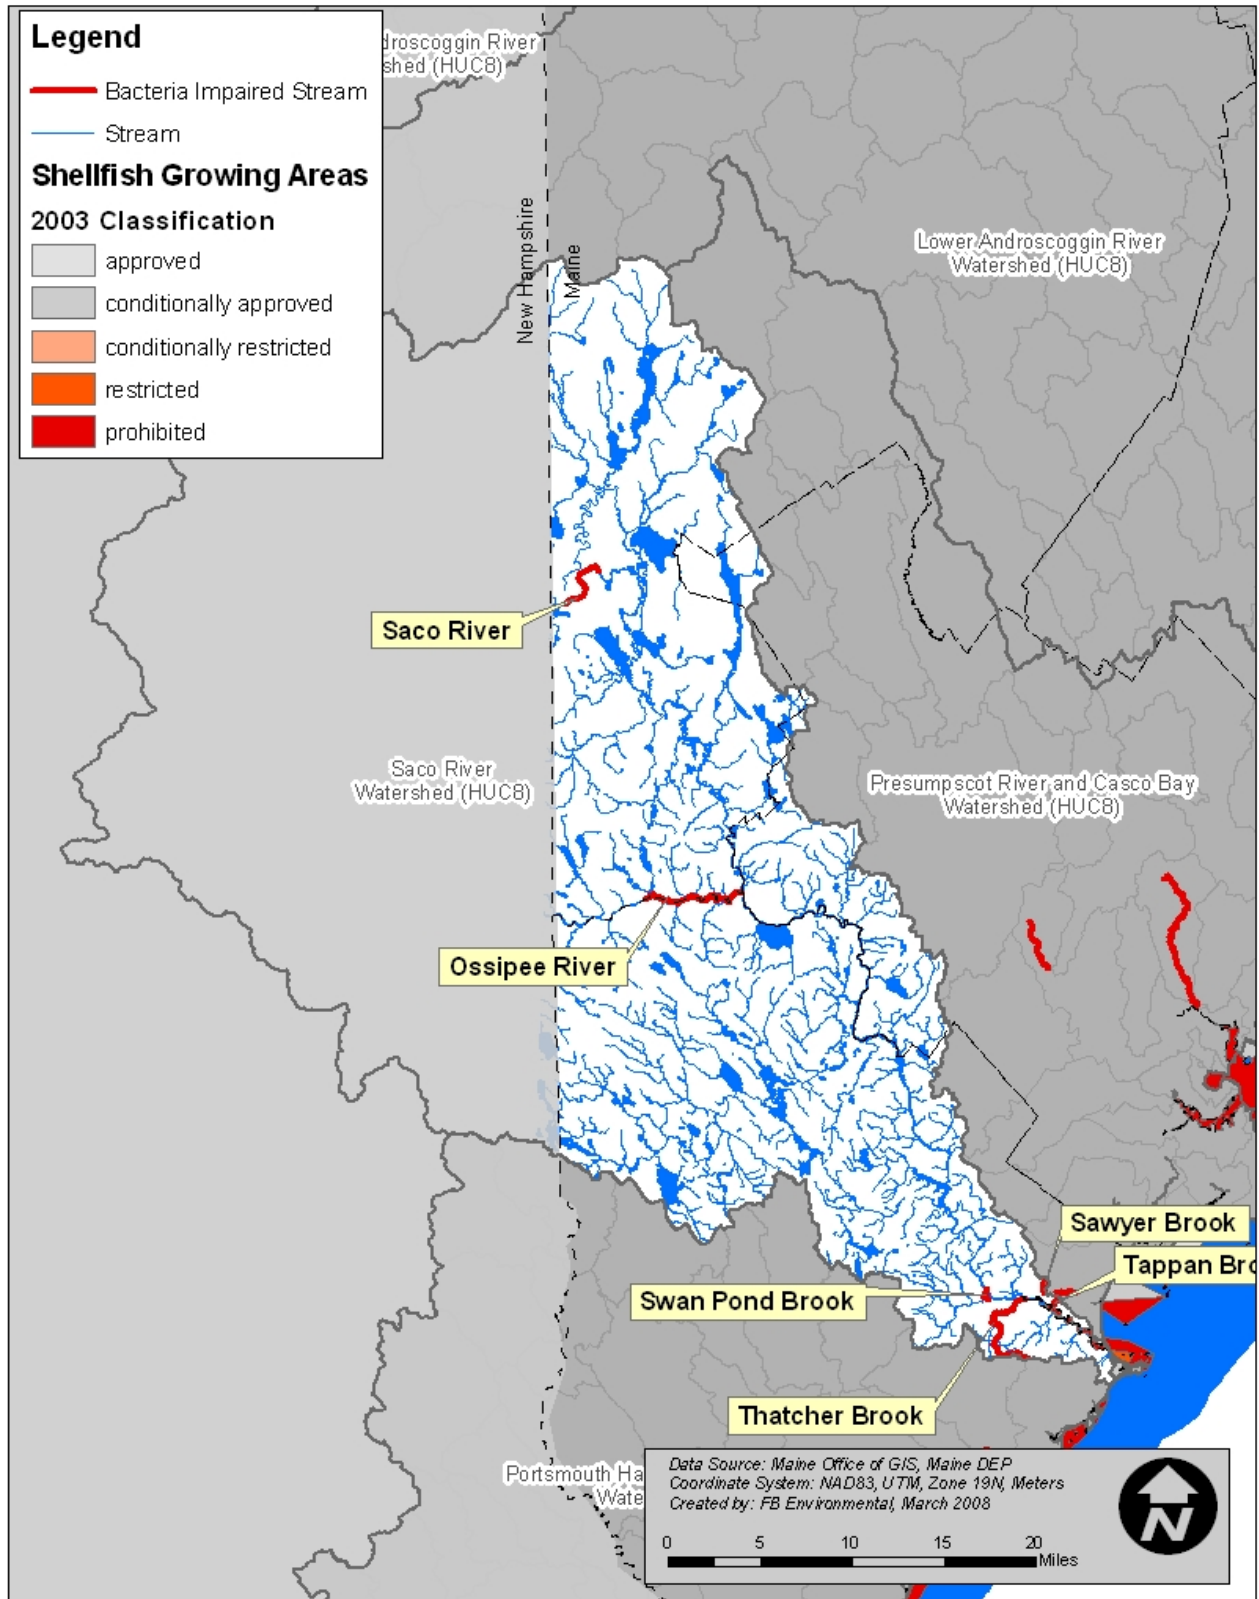 Legend
Bacteria Impaired Stream
Stream
Shellfish Growing Areas
2003 Classification
approved
conditionally approved
conditionally restricted
restricted
prohibited
droscoggin River
shed (HUC8)
New Hampshire
Maine
Lower Androscoggin River
Watershed (HUC8)
Saco River
Saco River
Watershed (HUC8)
Presumpscot River and Casco Bay
Watershed (HUC8)
Ossipee River
Sawyer Brook
Tappan Bro
Swan Pond Brook
Thatcher Brook
Portsmouth Ha
Wate
Data Source: Maine Office of GIS, Maine DEP
Coordinate System: NAD83, UTM, Zone 19N, Meters
Created by: FB Environmental, March 2008
0 5 10 15 20
Miles
N